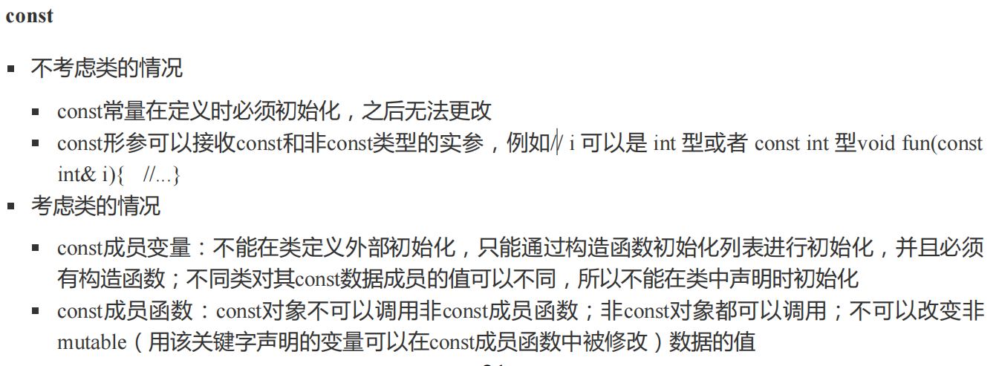 const
不考虑类的情况
const常量在定义时必须初始化，之后无法更改
const形参可以接收const和非const类型的实参，例如// i 可以是 int 型或者 const int 型void fun(const
int& i){ //...}
考虑类的情况
const成员变量：不能在类定义外部初始化，只能通过构造函数初始化列表进行初始化，并且必须
有构造函数；不同类对其const数据成员的值可以不同，所以不能在类中声明时初始化
const成员函数：const对象不可以调用非const成员函数；非const对象都可以调用；不可以改变非
mutable（用该关键字声明的变量可以在const成员函数中被修改）数据的值